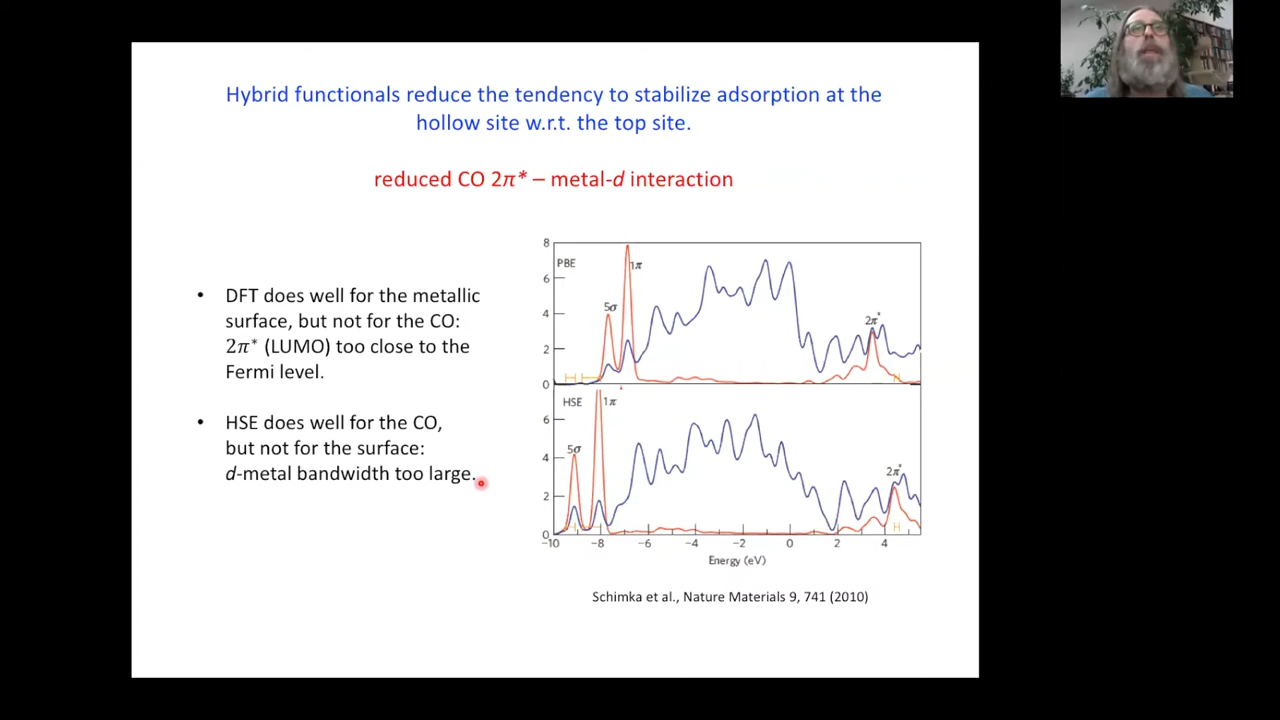 Hybrid functionals reduce the tendency to stabilize adsorption at the
hollow site w.r.t. the top site.
reduced CO 2π* – metal-d interaction
• DFT does well for the metallic
surface, but not for the CO:
2π* (LUMO) too close to the
Fermi level.
• HSE does well for the CO,
but not for the surface:
d-metal bandwidth too large.
8
PBE
1π
6
5σ
4
2π*
2
0
HSE
1π
6
5σ
4
2π*
2
0
−10 −8 −6 −4 −2 0 2 4
Energy (eV)
Schimka et al., Nature Materials 9, 741 (2010)